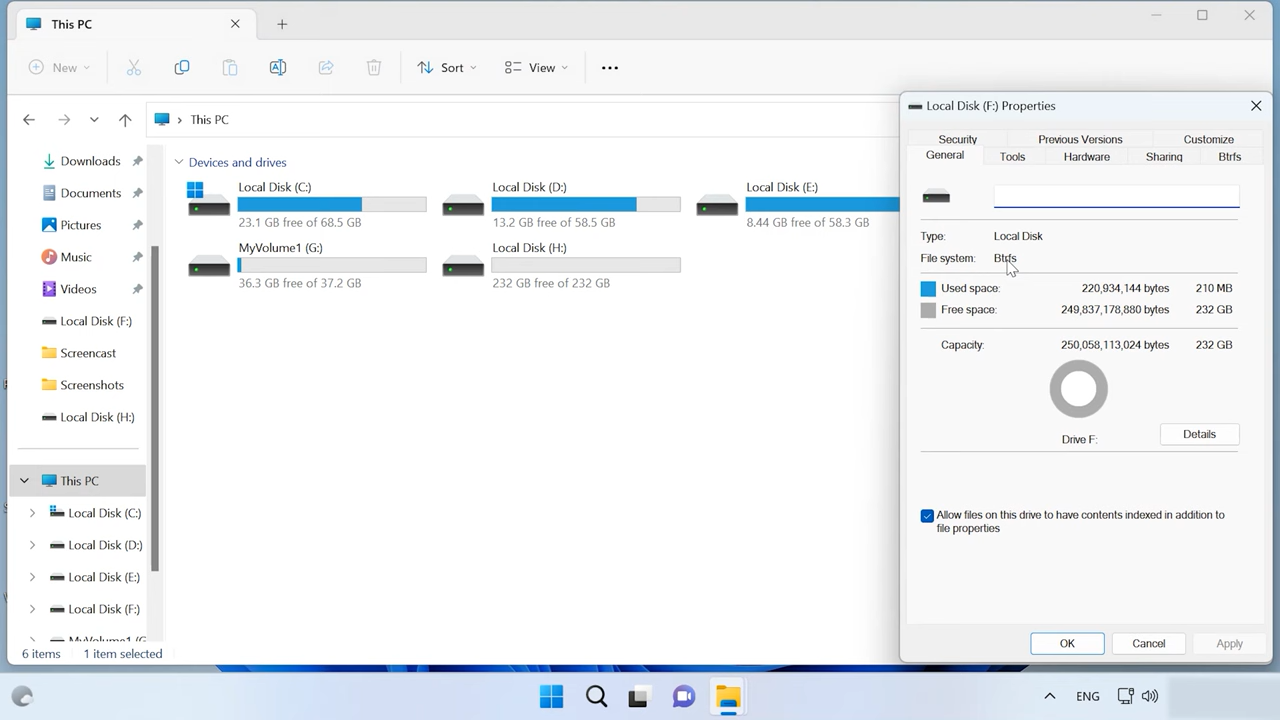 This PC
New
Sort
View
This PC
Downloads
Documents
Pictures
Music
Videos
Local Disk (F:)
Screencast
Screenshots
Local Disk (H:)
This PC
Local Disk (C:)
Local Disk (D:)
Local Disk (E:)
Local Disk (F:)
MyVolume1 (G
Devices and drives
Local Disk (C:)
23.1 GB free of 68.5 GB
Local Disk (D:)
13.2 GB free of 58.5 GB
Local Disk (E:)
8.44 GB free of 58.3 GB
MyVolume1 (G:)
36.3 GB free of 37.2 GB
Local Disk (H:)
232 GB free of 232 GB
6 items 1 item selected
Local Disk (F:) Properties
Security Previous Versions Customize
General Tools Hardware Sharing Btrfs
Type: Local Disk
File system: Btrfs
Used space: 220,934,144 bytes 210 MB
Free space: 249,837,178,880 bytes 232 GB
Capacity: 250,058,113,024 bytes 232 GB
Drive F:
Details
Allow files on this drive to have contents indexed in addition to
file properties
OK Cancel Apply
ENG